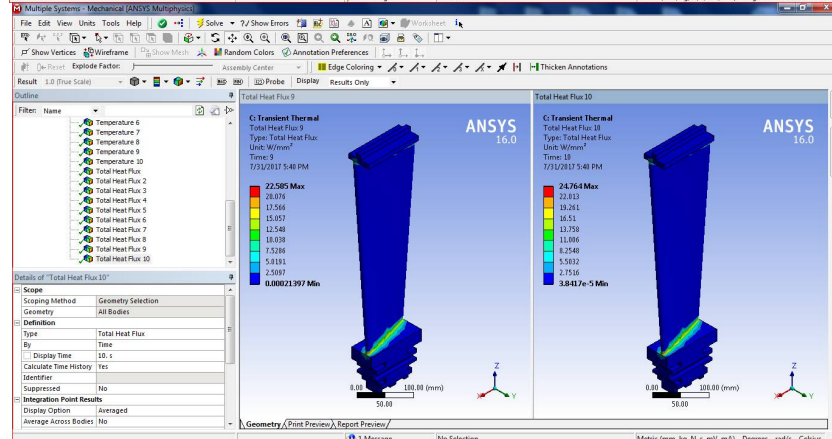 Multiple Systems - Mechanical [ANSYS Multiphysics]
File Edit View Units Tools Help Solve ?/ Show Errors Worksheet
Show Vertices Wireframe Show Mesh Random Colors Annotation Preferences
Reset Explode Factor: Assembly Center Edge Coloring Thicken Annotations
Result 1.0 (True Scale) Probe Display Results Only
Outline
Filter: Name
Temperature 6
Temperature 7
Temperature 8
Temperature 9
Temperature 10
Total Heat Flux
Total Heat Flux 2
Total Heat Flux 3
Total Heat Flux 4
Total Heat Flux 5
Total Heat Flux 6
Total Heat Flux 7
Total Heat Flux 8
Total Heat Flux 9
Total Heat Flux 10
Details of "Total Heat Flux 10"
Scope
Scoping Method Geometry Selection
Geometry All Bodies
Definition
Type Total Heat Flux
By Time
Display Time 10. s
Calculate Time History Yes
Identifier
Suppressed No
Integration Point Results
Display Option Averaged
Average Across Bodies No
Total Heat Flux 9
C: Transient Thermal
Total Heat Flux 9
Type: Total Heat Flux
Unit: W/mm²
Time: 9
7/31/2017 5:40 PM
22.585 Max
20.076
17.566
15.057
12.548
10.038
7.5286
5.0191
2.5097
0.00021397 Min
ANSYS
16.0
0.00 100.00 (mm)
50.00
Z
Y
X
Total Heat Flux 10
C: Transient Thermal
Total Heat Flux 10
Type: Total Heat Flux
Unit: W/mm²
Time: 10
7/31/2017 5:40 PM
24.764 Max
22.013
19.261
16.51
13.758
11.006
8.2548
5.5032
2.7516
3.8417e-5 Min
ANSYS
16.0
0.00 100.00 (mm)
50.00
Z
Y
X
Geometry Print Preview Report Preview
1 Message No Selection Metric (mm, kg, N, s, mV, mA) Degrees rad/s Celsius